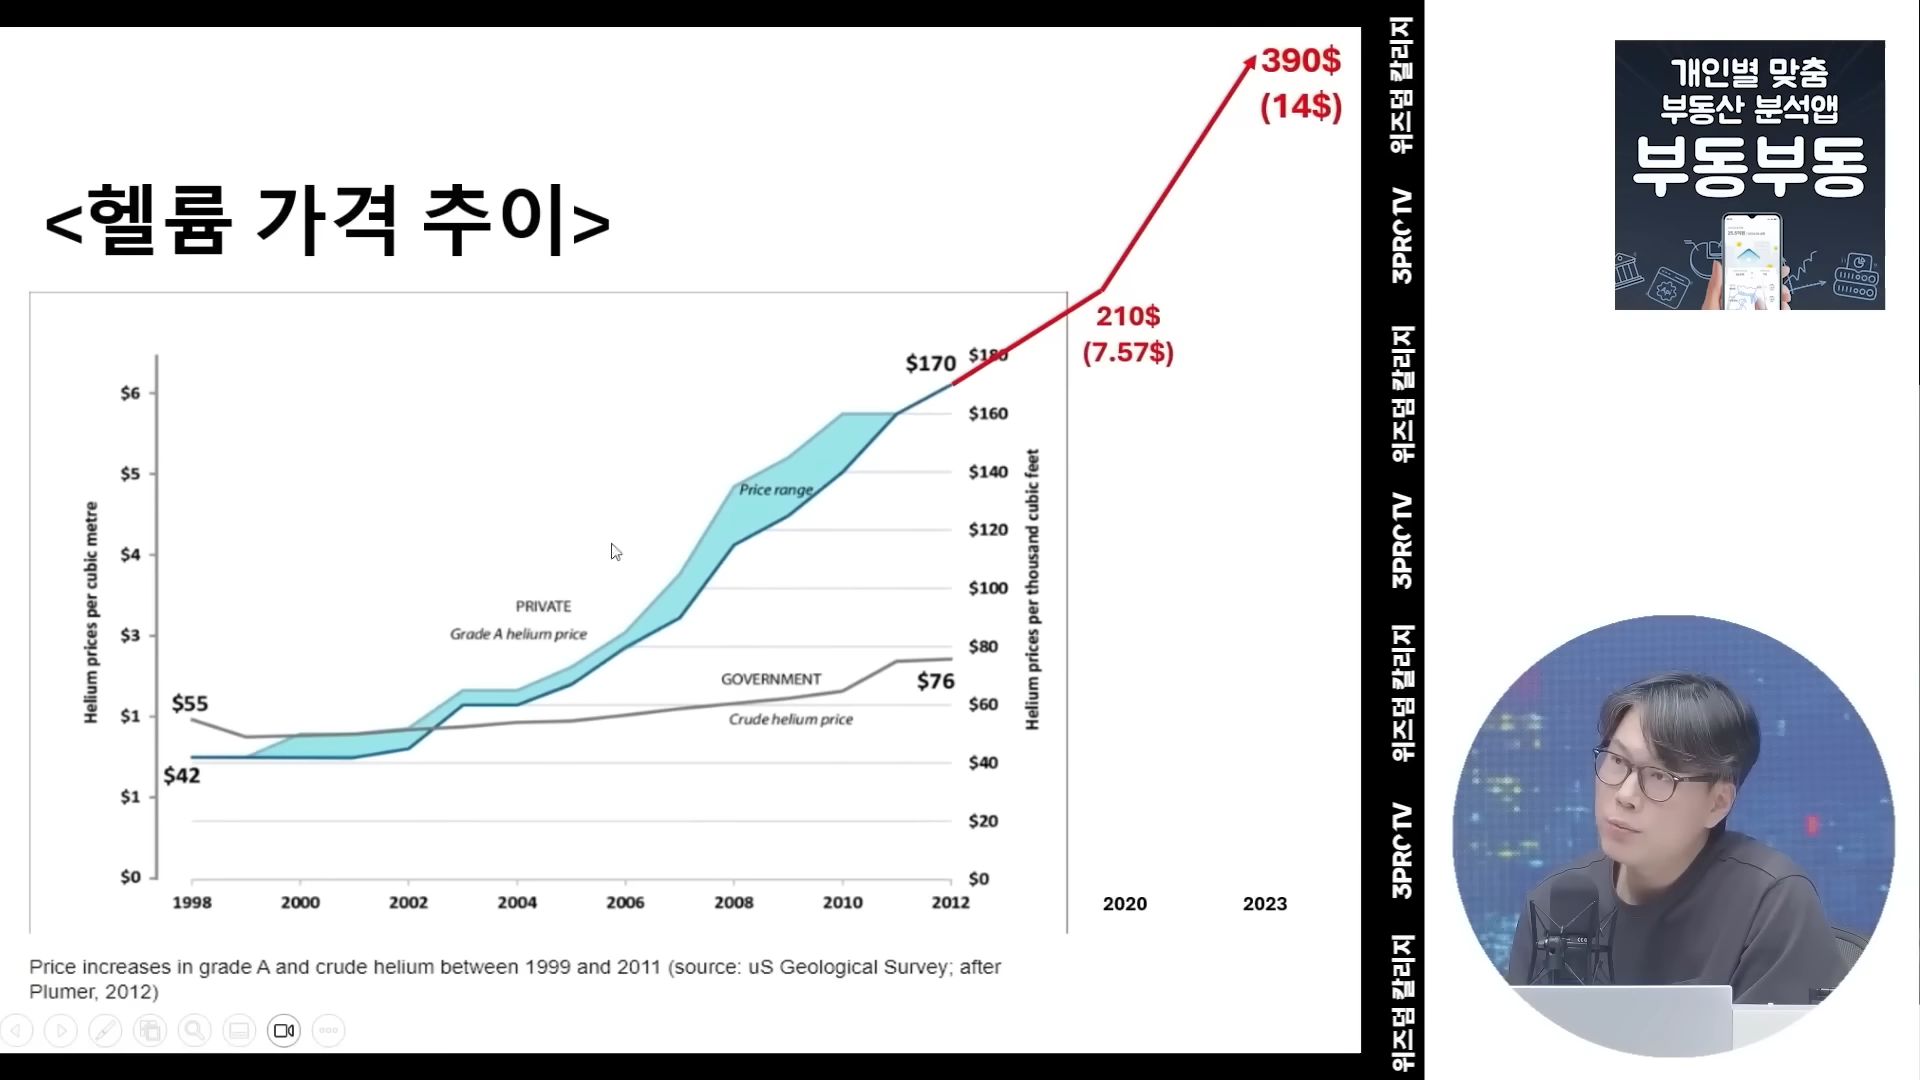 <헬륨 가격 추이>
390$
(14$)
210$
(7.57$)
$170
$180
$160
$140
$120
$100
$80
$60
$40
$20
$0
Helium prices per thousand cubic feet
$6
$5
$4
$3
$1
$1
$0
Helium prices per cubic metre
Price range
PRIVATE
Grade A helium price
GOVERNMENT
Crude helium price
$76
$55
$42
1998
2000
2002
2004
2006
2008
2010
2012
2020
2023
Price increases in grade A and crude helium between 1999 and 2011 (source: uS Geological Survey; after
Plumer, 2012)
위즈덤 칼리지
3PROTV
위즈덤 칼리지
3PROTV
위즈덤 칼리지
3PROTV
위즈덤 칼리지
개인별 맞춤
부동산 분석앱
부동부동